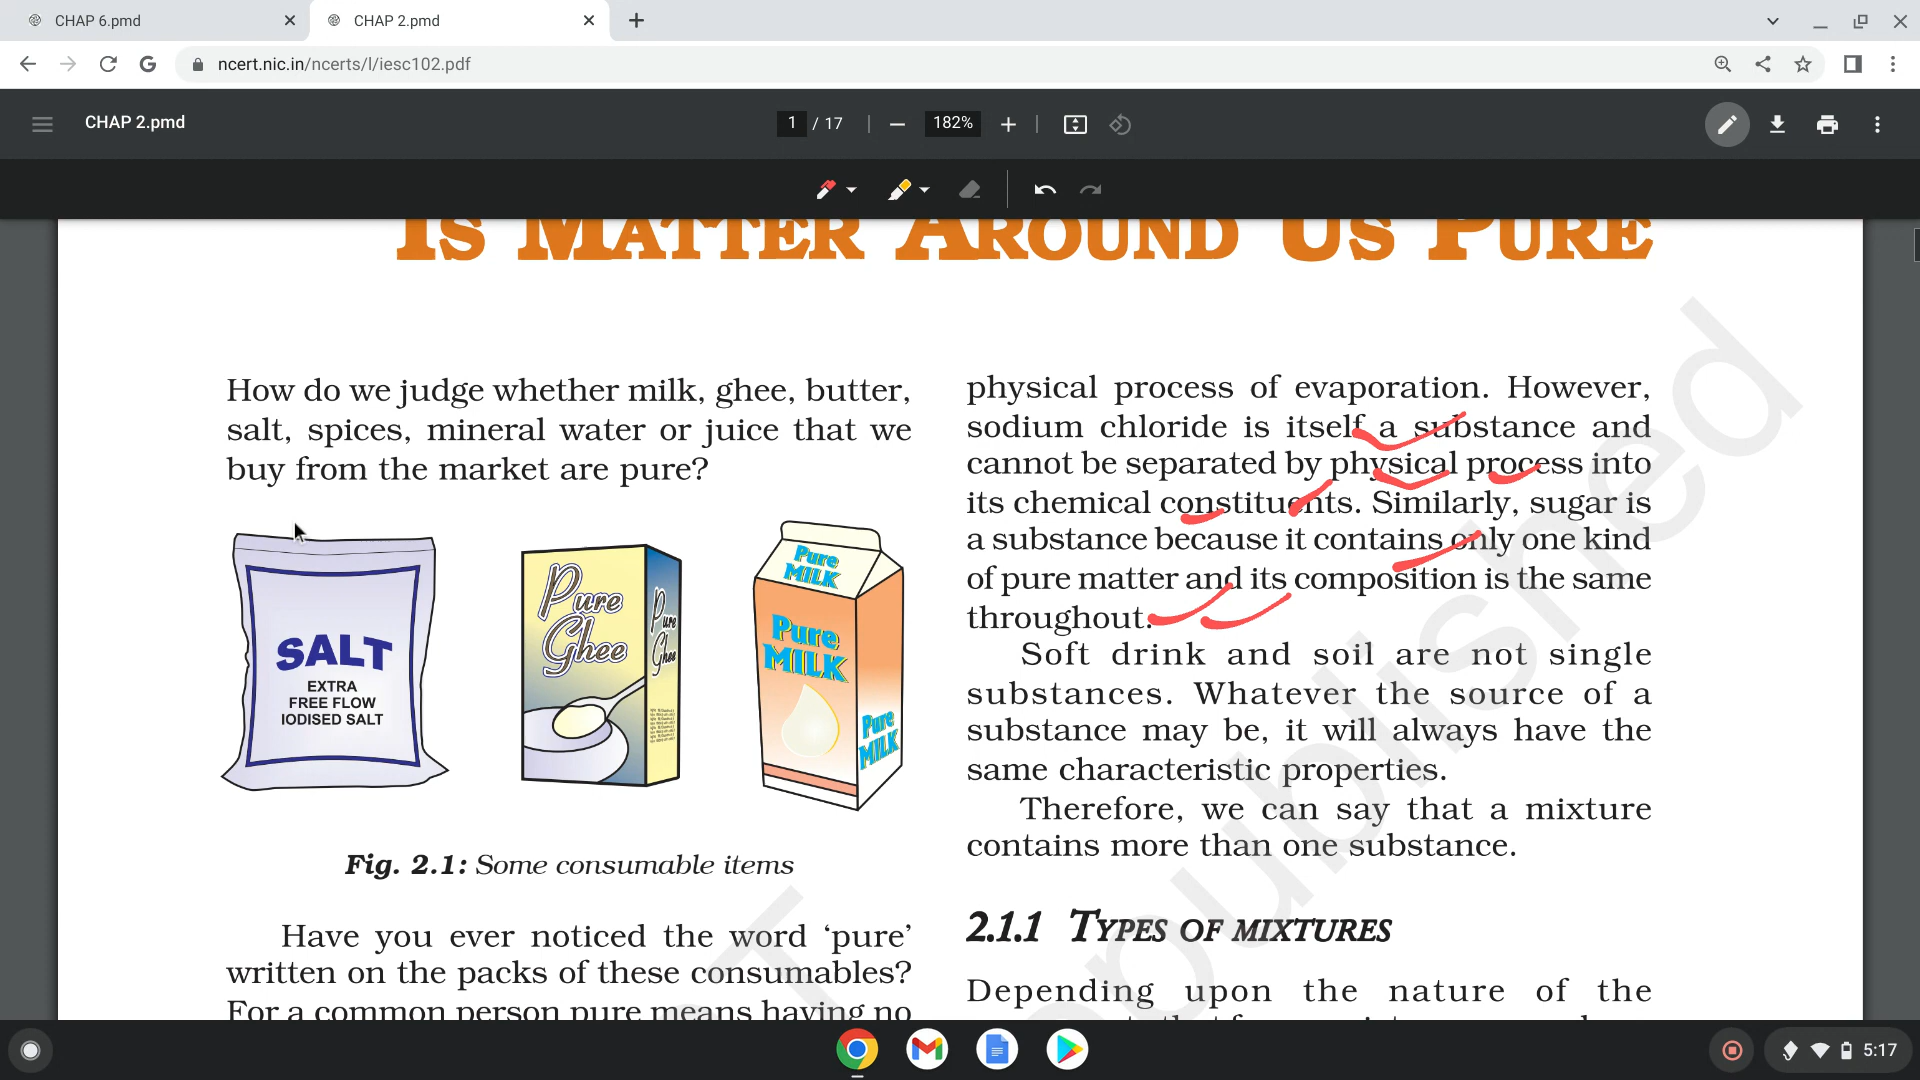 CHAP 6.pmd
CHAP 2.pmd
ncert.nic.in/ncerts/l/iesc102.pdf
CHAP 2.pmd
1 / 17
182%
IS MATTER AROUND US PURE
How do we judge whether milk, ghee, butter,
salt, spices, mineral water or juice that we
buy from the market are pure?
SALT
EXTRA
FREE FLOW
IODISED SALT
Pure
Ghee
Pure
Ghee
Pure
MILK
Pure
MILK
Pure
MILK
Fig. 2.1: Some consumable items
Have you ever noticed the word ‘pure’
written on the packs of these consumables?
For a common person pure means having no
physical process of evaporation. However,
sodium chloride is itself a substance and
cannot be separated by physical process into
its chemical constituents. Similarly, sugar is
a substance because it contains only one kind
of pure matter and its composition is the same
throughout.
Soft drink and soil are not single
substances. Whatever the source of a
substance may be, it will always have the
same characteristic properties.
Therefore, we can say that a mixture
contains more than one substance.
2.1.1 TYPES OF MIXTURES
Depending upon the nature of the
republished
5:17